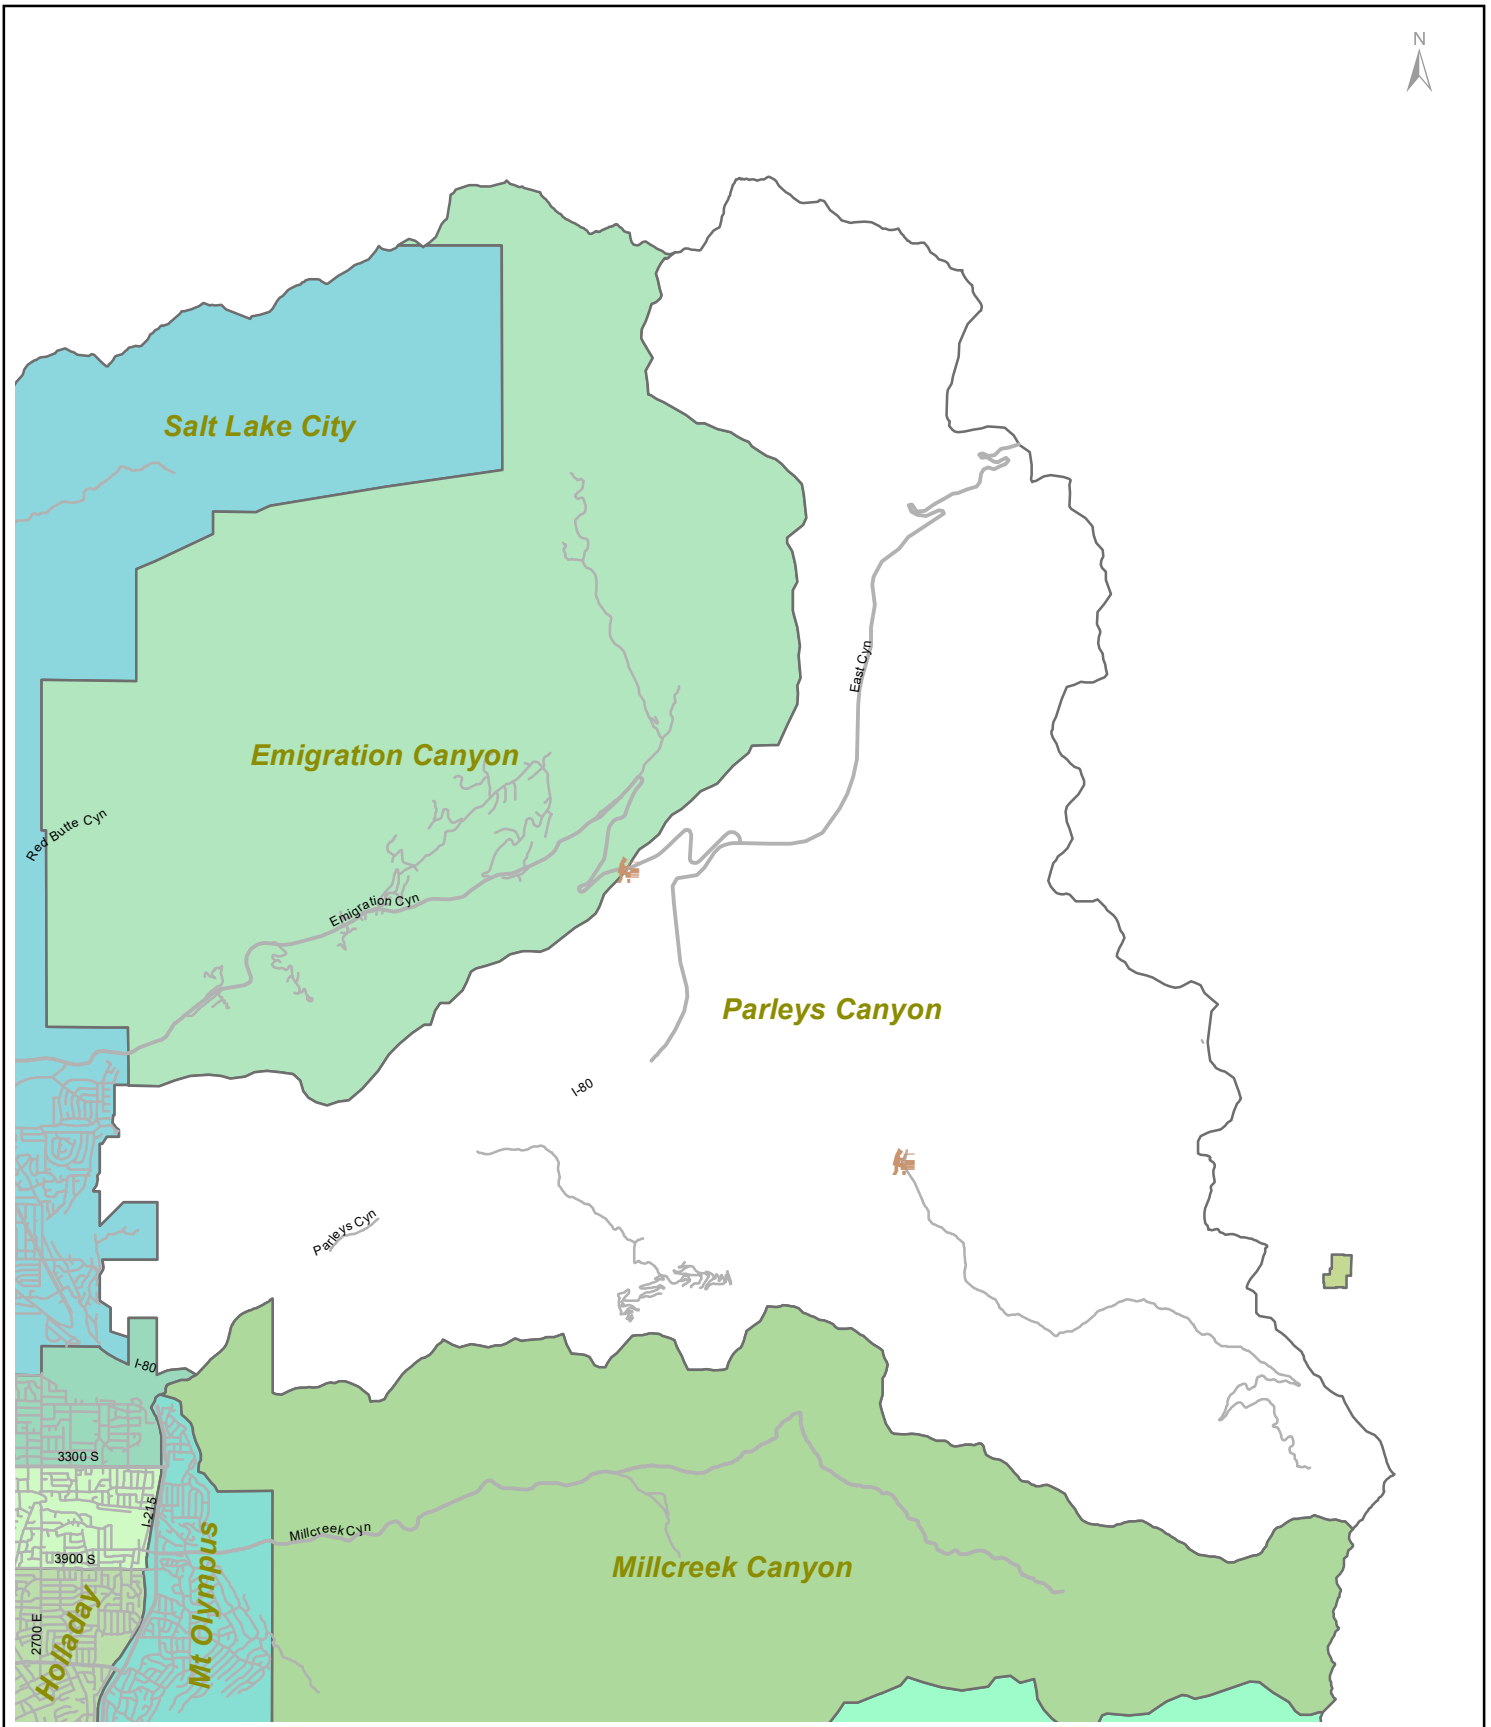 N
Salt Lake City
East Cyn
Emigration Canyon
Red Butte Cyn
Emigration Cyn
Parleys Canyon
I-80
Parleys Cyn
I-80
3300 S
I-215
Millcreek Cyn
3900 S
Millcreek Canyon
Mt Olympus
Holladay
2700 E